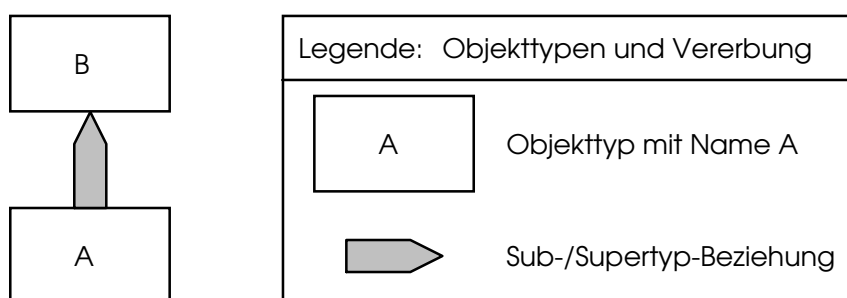 B
A
Legende: Objekttypen und Vererbung
A
Objekttyp mit Name A
Sub-/Supertyp-Beziehung